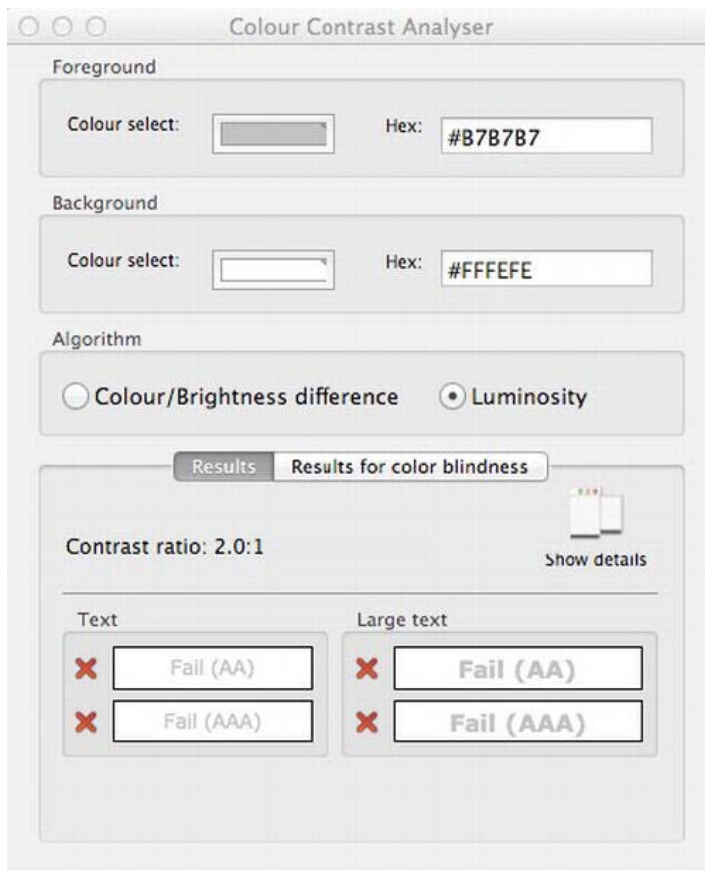 Colour Contrast Analyser
Foreground
Colour select:
Hex:
#B7B7B7
Background
Colour select:
Hex:
#FFFEFE
Algorithm
Colour/Brightness difference
Luminosity
Results
Results for color blindness
Contrast ratio: 2.0:1
Show details
Text
Large text
Fail (AA)
Fail (AA)
Fail (AAA)
Fail (AAA)